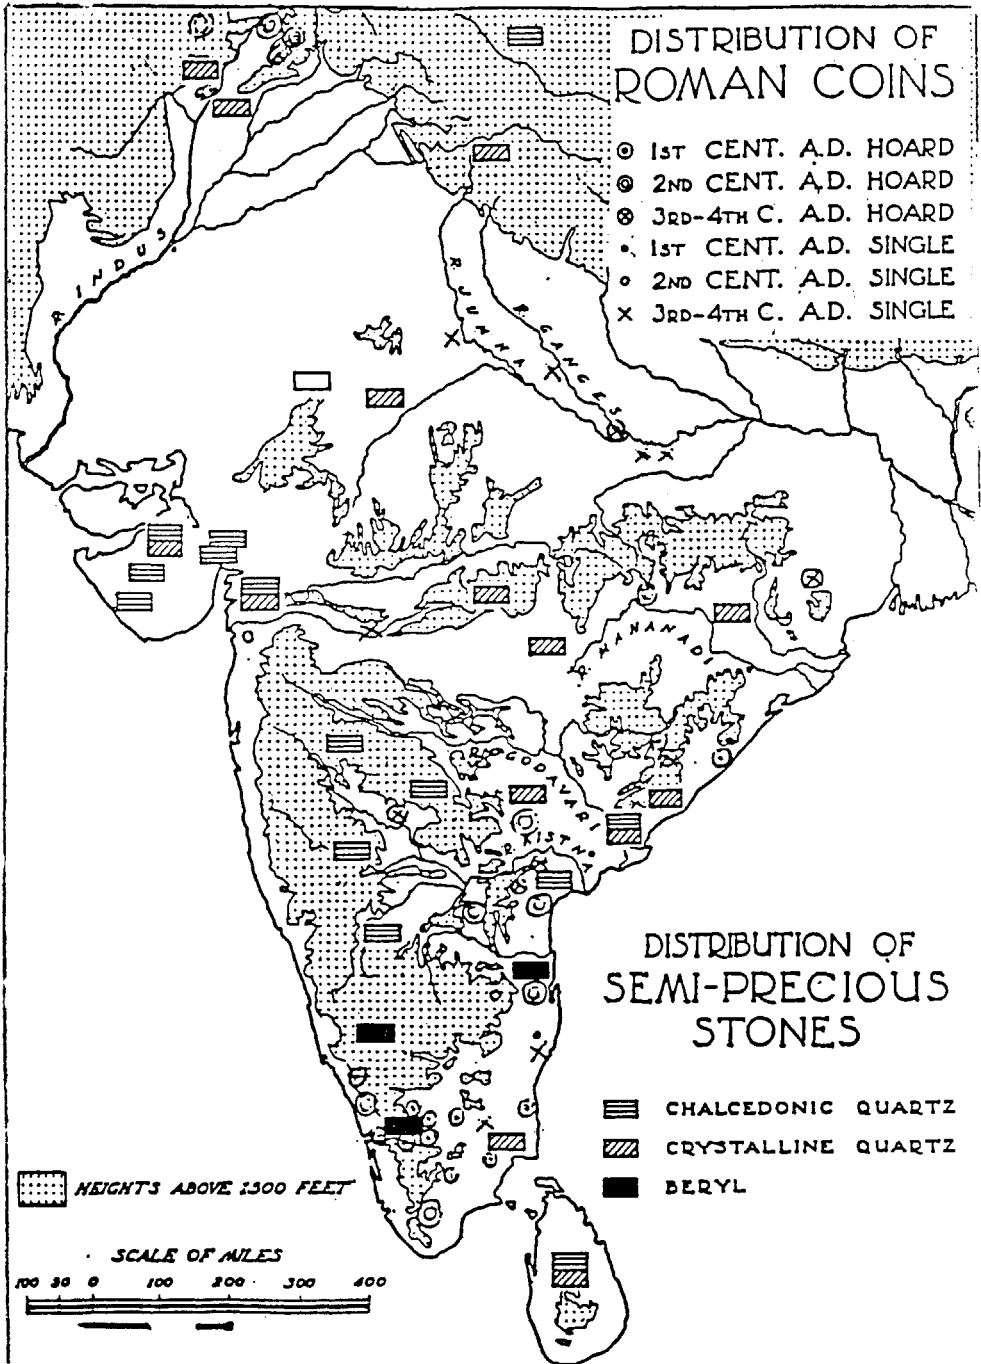 DISTRIBUTION OF
ROMAN COINS
1ST CENT. A.D. HOARD
2ND CENT. A.D. HOARD
3RD-4TH C. A.D. HOARD
1ST CENT. A.D. SINGLE
2ND CENT. A.D. SINGLE
3RD-4TH C. A.D. SINGLE
R INDUS
R JUMNA
R GANGES
R MAHANADI
R GODAVARI
R KISTNA
DISTRIBUTION OF
SEMI-PRECIOUS
STONES
CHALCEDONIC QUARTZ
CRYSTALLINE QUARTZ
BERYL
HEIGHTS ABOVE 1500 FEET
SCALE OF MILES
100 50 0 100 200 300 400